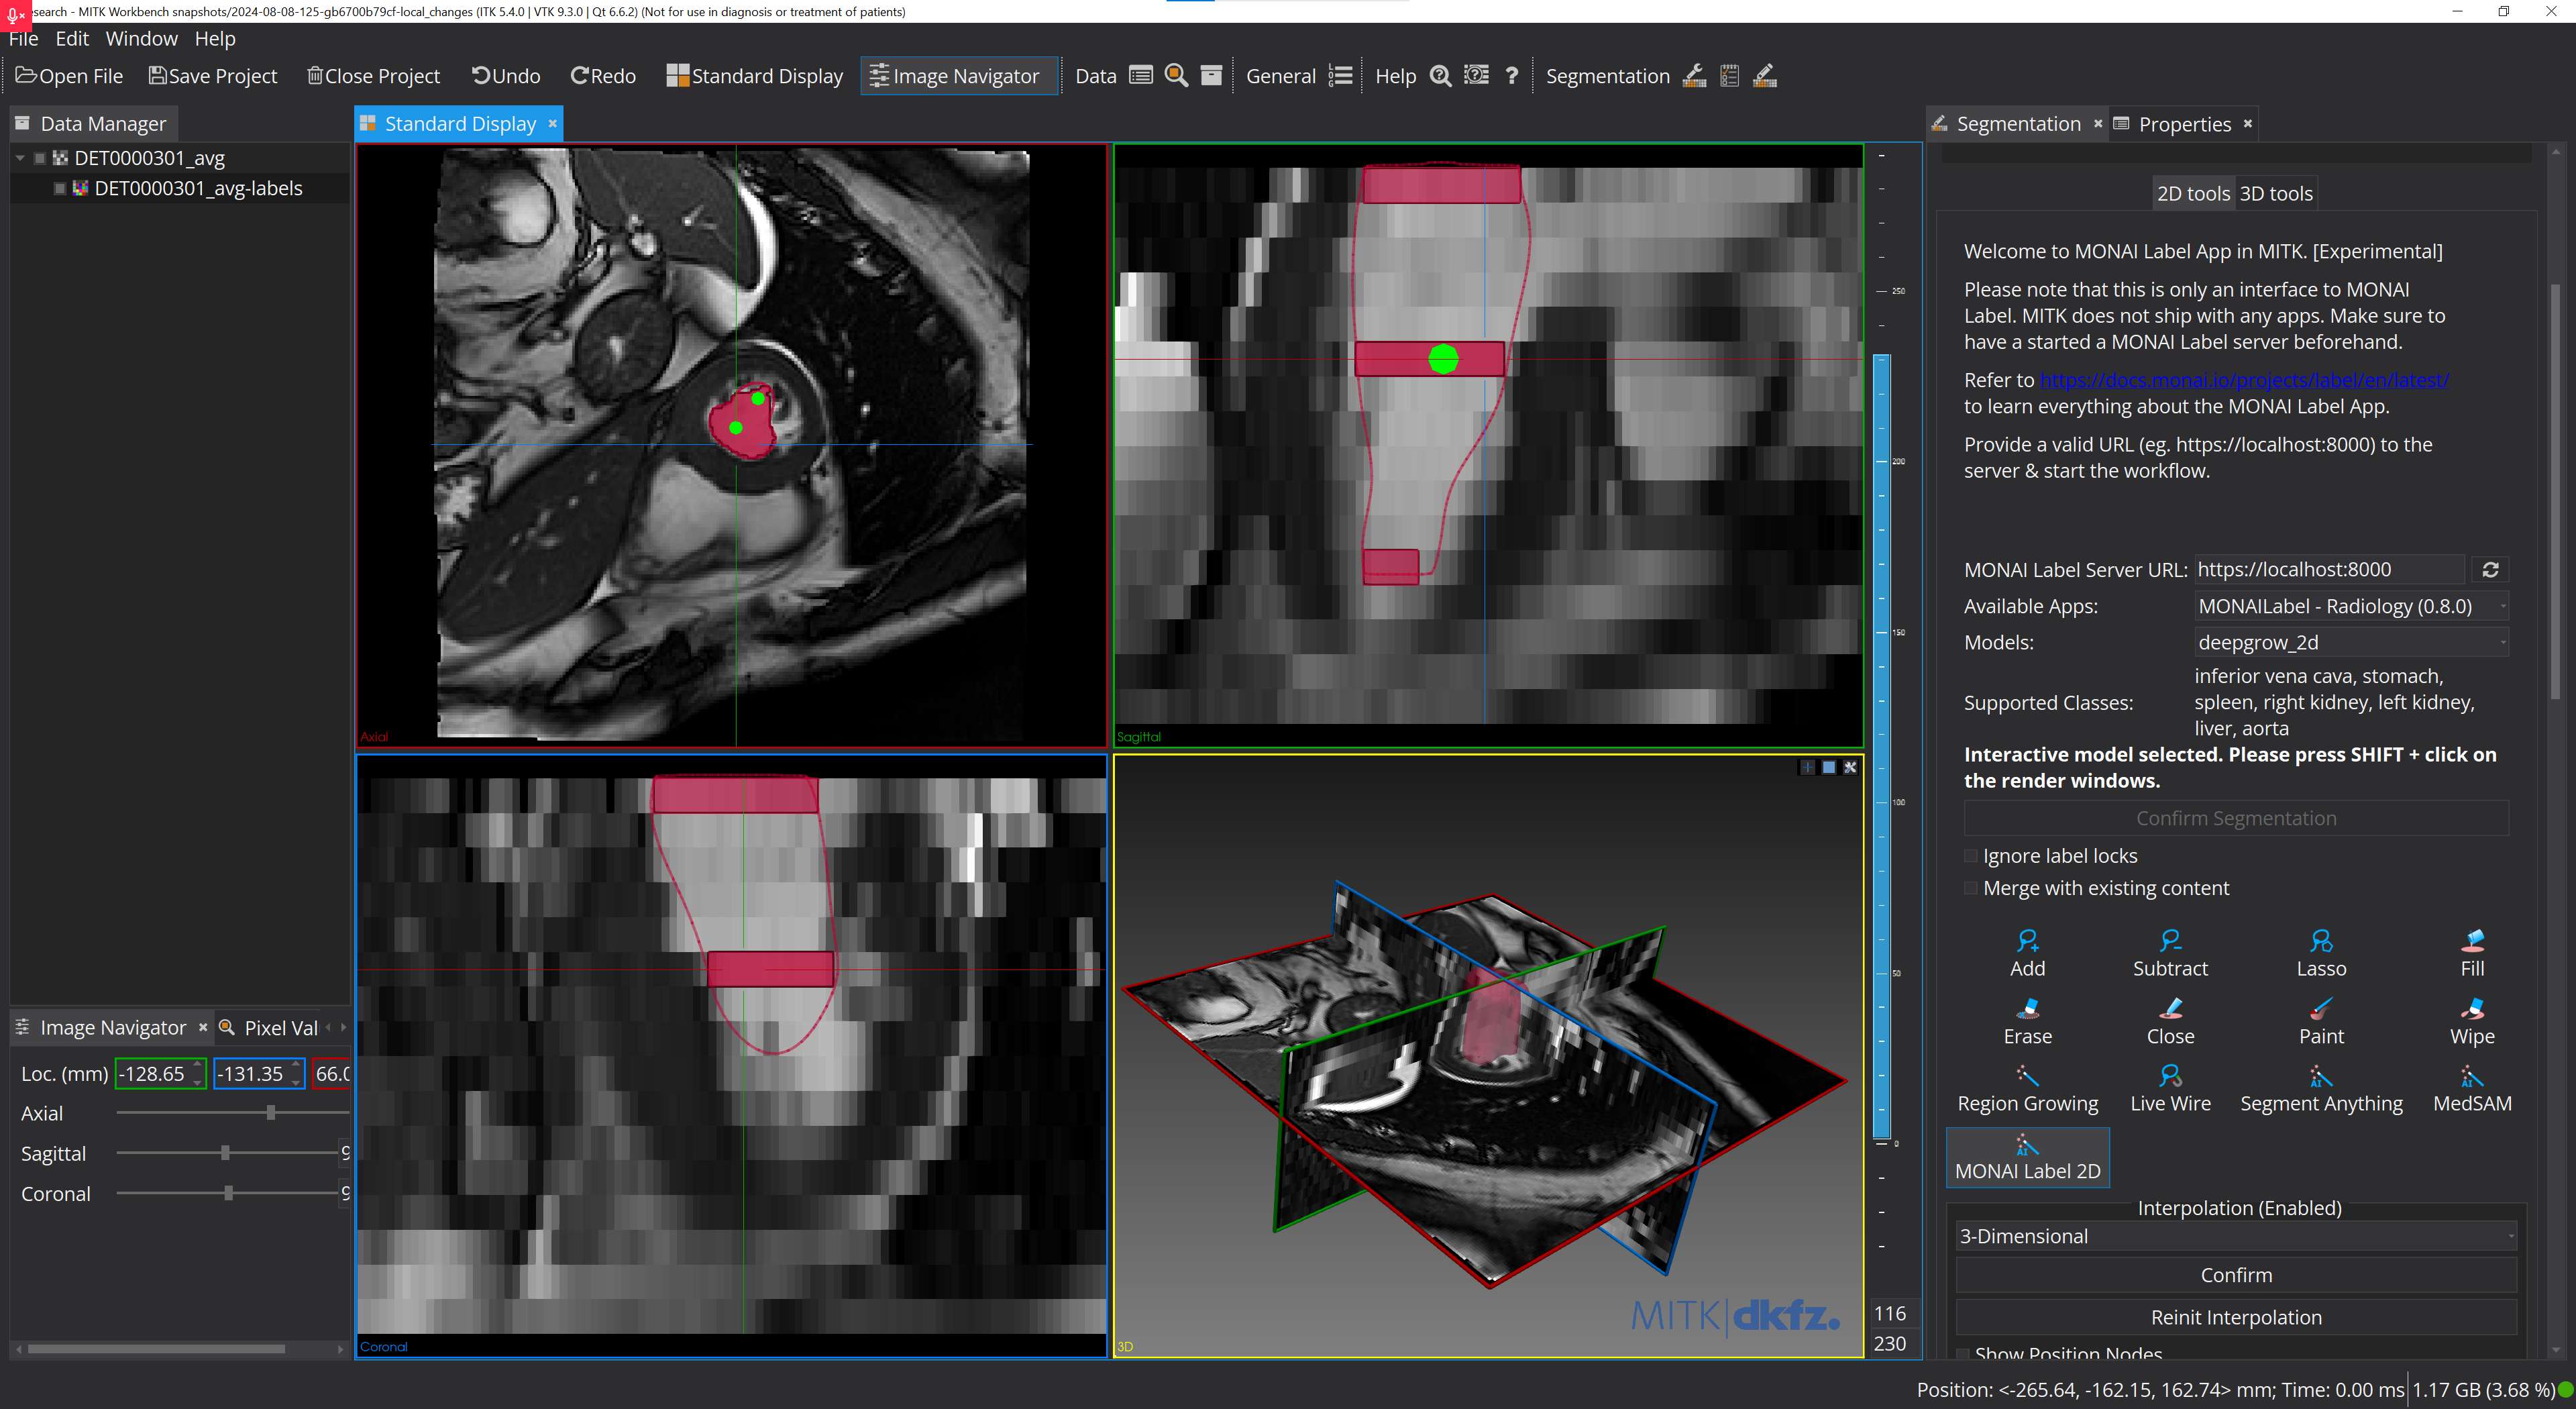 esearch - MITK Workbench snapshots/2024-08-08-125-gb6700b79cf-local_changes (ITK 5.4.0 | VTK 9.3.0 | Qt 6.6.2) (Not for use in diagnosis or treatment of patients)
File Edit Window Help
Open File Save Project Close Project Undo Redo Standard Display Image Navigator Data General LOG Help ? Segmentation
Data Manager
DET0000301_avg
DET0000301_avg-labels
Image Navigator Pixel Val
Loc. (mm) -128.65 -131.35 66.0
Axial
Sagittal 9
Coronal 9
Standard Display
Axial
Sagittal
Coronal
3D
MITK dkfz.
250
200
150
100
50
0
116
230
Segmentation Properties
2D tools 3D tools
Welcome to MONAI Label App in MITK. [Experimental]
Please note that this is only an interface to MONAI
Label. MITK does not ship with any apps. Make sure to
have a started a MONAI Label server beforehand.
Refer to https://docs.monai.io/projects/label/en/latest/
to learn everything about the MONAI Label App.
Provide a valid URL (eg. https://localhost:8000) to the
server & start the workflow.
MONAI Label Server URL: https://localhost:8000
Available Apps: MONAILabel - Radiology (0.8.0)
Models: deepgrow_2d
Supported Classes: inferior vena cava, stomach,
spleen, right kidney, left kidney,
liver, aorta
Interactive model selected. Please press SHIFT + click on
the render windows.
Confirm Segmentation
Ignore label locks
Merge with existing content
Add Subtract Lasso Fill
Erase Close Paint Wipe
Region Growing Live Wire Segment Anything MedSAM
AI AI
AI
MONAI Label 2D
Interpolation (Enabled)
3-Dimensional
Confirm
Reinit Interpolation
Show Position Nodes
Position: <-265.64, -162.15, 162.74> mm; Time: 0.00 ms 1.17 GB (3.68 %)